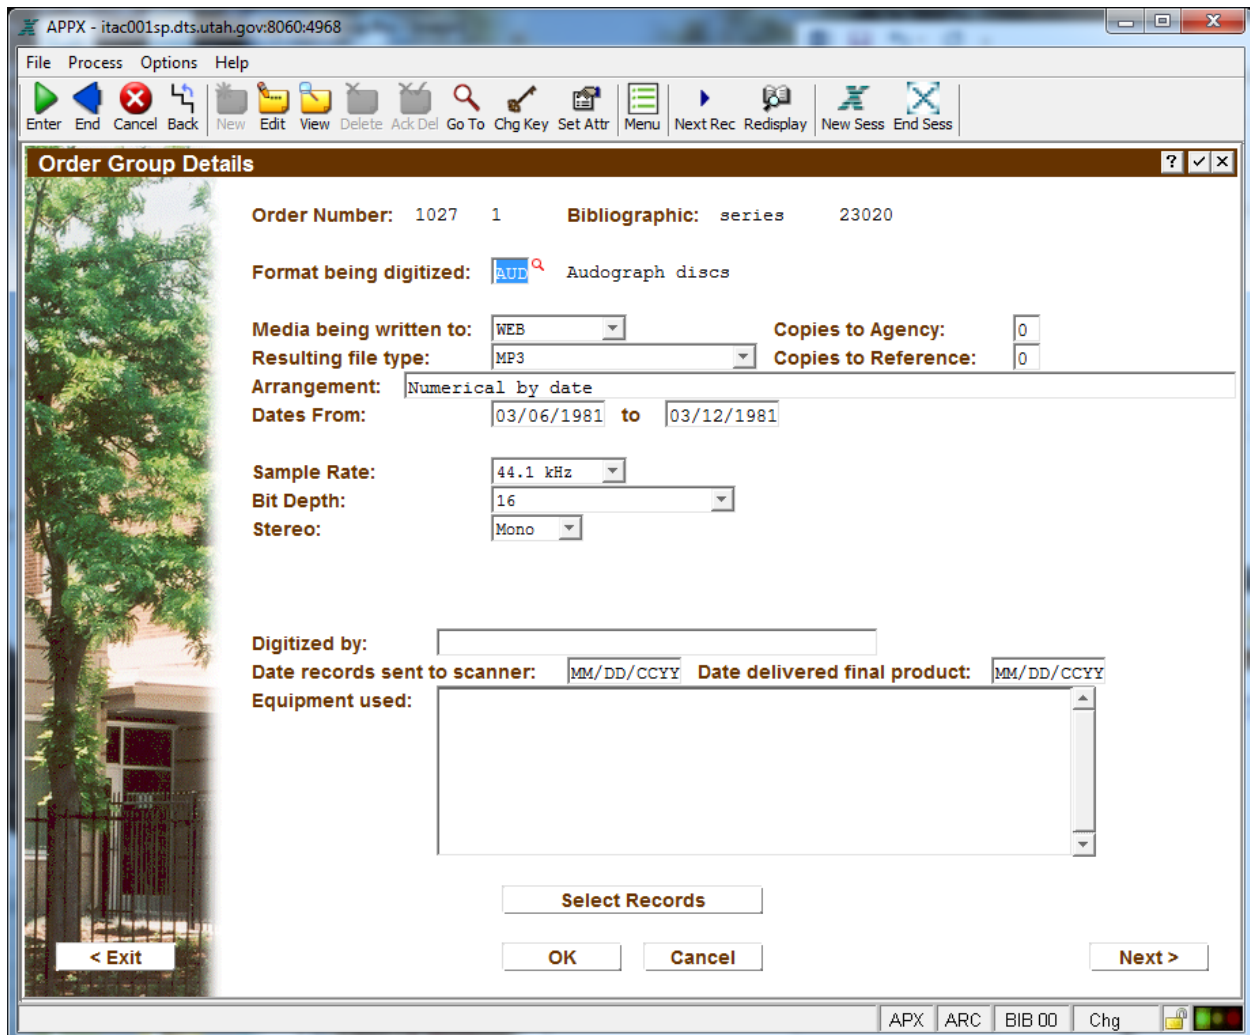 APPX - itac001sp.dts.utah.gov:8060:4968
File Process Options Help
Enter End Cancel Back New Edit View Delete Ack Del Go To Chg Key Set Attr Menu Next Rec Redisplay New Sess End Sess
Order Group Details
Order Number: 1027 1 Bibliographic: series 23020
Format being digitized: AUD Audograph discs
Media being written to: WEB Copies to Agency: 0
Resulting file type: MP3 Copies to Reference: 0
Arrangement: Numerical by date
Dates From: 03/06/1981 to 03/12/1981
Sample Rate: 44.1 kHz
Bit Depth: 16
Stereo: Mono
Digitized by:
Date records sent to scanner: MM/DD/CCYY Date delivered final product: MM/DD/CCYY
Equipment used:
Select Records
< Exit OK Cancel Next >
APX ARC BIB 00 Chg